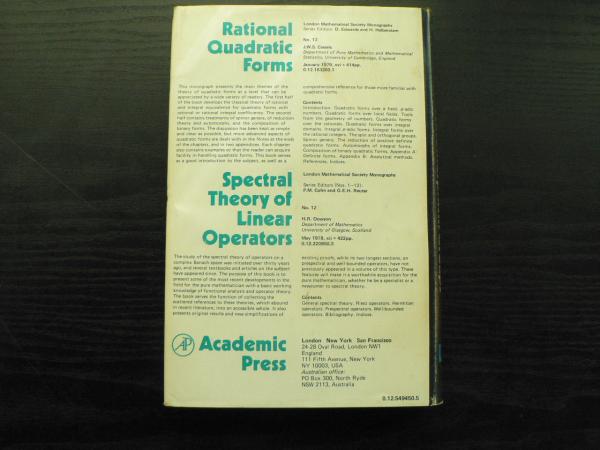 Rational
Quadratic
Forms
London Mathematical Society Monographs
Series Editors: D. Edwards and H. Halberstam
No. 13
J.W.S. Cassels
Department of Pure Mathematics and Mathematical
Statistics, University of Cambridge, England
January 1979, xvi + 414pp.
0.12.163260.1
This monograph presents the main themes of the
theory of quadratic forms at a level that can be
appreciated by a wide variety of readers. The first half
of the book develops the classical theory of rational
and integral equivalence for quadratic forms with
rational or rational integral coefficients. The second
half contains treatments of spinor genera, of reduction
theory and automorphs, and the composition of
binary forms. The discussion has been kept as simple
and clear as possible, but more advanced aspects of
quadratic forms are dealt with in the Notes at the ends
of the chapters, and in two appendices. Each chapter
also contains examples so that the reader can acquire
facility in handling quadratic forms. This book serves
as a good introduction to the subject, as well as a
comprehensive reference for those more familiar with
quadratic forms.
Contents
Introduction. Quadratic forms over a field. p-adic
numbers. Quadratic forms over local fields. Tools
from the geometry of numbers. Quadratic forms
over the rationals. Quadratic forms over integral
domains. Integral p-adic forms. Integral forms over
the rational integers. The spin and orthogonal groups.
Spinor genera. The reduction of positive definite
quadratic forms. Automorphs of integral forms.
Composition of binary quadratic forms. Appendix A:
Definite forms. Appendix B: Analytical methods.
References. Indices.
Spectral
Theory of
Linear
Operators
London Mathematical Society Monographs
Series Editors (Nos. 1–12):
P.M. Cohn and G.E.H. Reuter
No. 12
H.R. Dowson
Department of Mathematics
University of Glasgow, Scotland
May 1978, xii + 422pp.
0.12.220950.5
The study of the spectral theory of operators on a
complex Banach space was initiated over thirty years
ago, and several textbooks and articles on the subject
have appeared since. The purpose of this book is to
present some of the most recent developments in the
field for the pure mathematician with a basic working
knowledge of functional analysis and operator theory.
The book serves the function of collecting the
scattered references to these theories, which abound
in recent literature, into an accessible whole. It also
presents original results and new simplifications of
existing proofs, while its two longest sections, on
prespectral and well-bounded operators, have not
previously appeared in a volume of this type. These
features will make it a worthwhile acquisition for the
pure mathematician, whether he be a specialist or a
newcomer to spectral theory.
Contents
General spectral theory. Riesz operators. Hermitian
operators. Prespectral operators. Well-bounded
operators. Bibliography. Indices.
AP Academic
Press
London New York San Francisco
24-28 Oval Road, London NW1
England
111 Fifth Avenue, New York
NY 10003, USA
Australian office:
PO Box 300, North Ryde
NSW 2113, Australia
0.12.549450.5